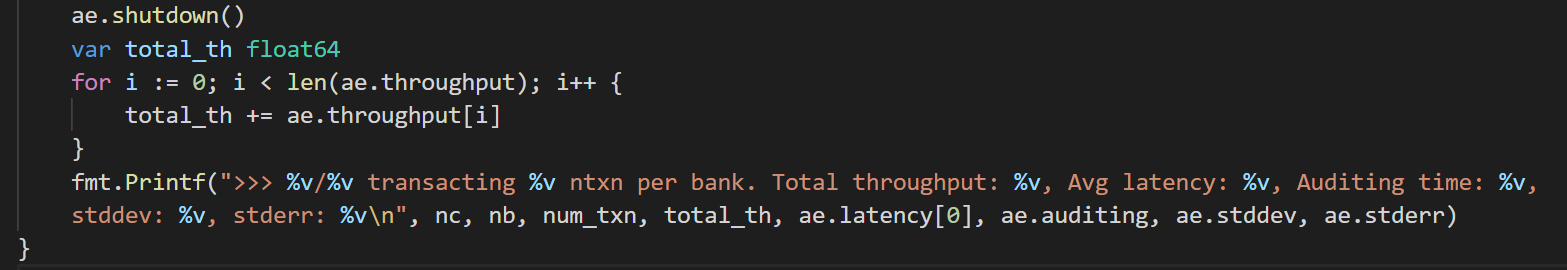 ae.shutdown()
var total_th float64
for i := 0; i < len(ae.throughput); i++ {
total_th += ae.throughput[i]
}
fmt.Printf(">>> %v/%v transacting %v ntxn per bank. Total throughput: %v, Avg latency: %v, Auditing time: %v,
stddev: %v, stderr: %v\n", nc, nb, num_txn, total_th, ae.latency[0], ae.auditing, ae.stddev, ae.stderr)
}